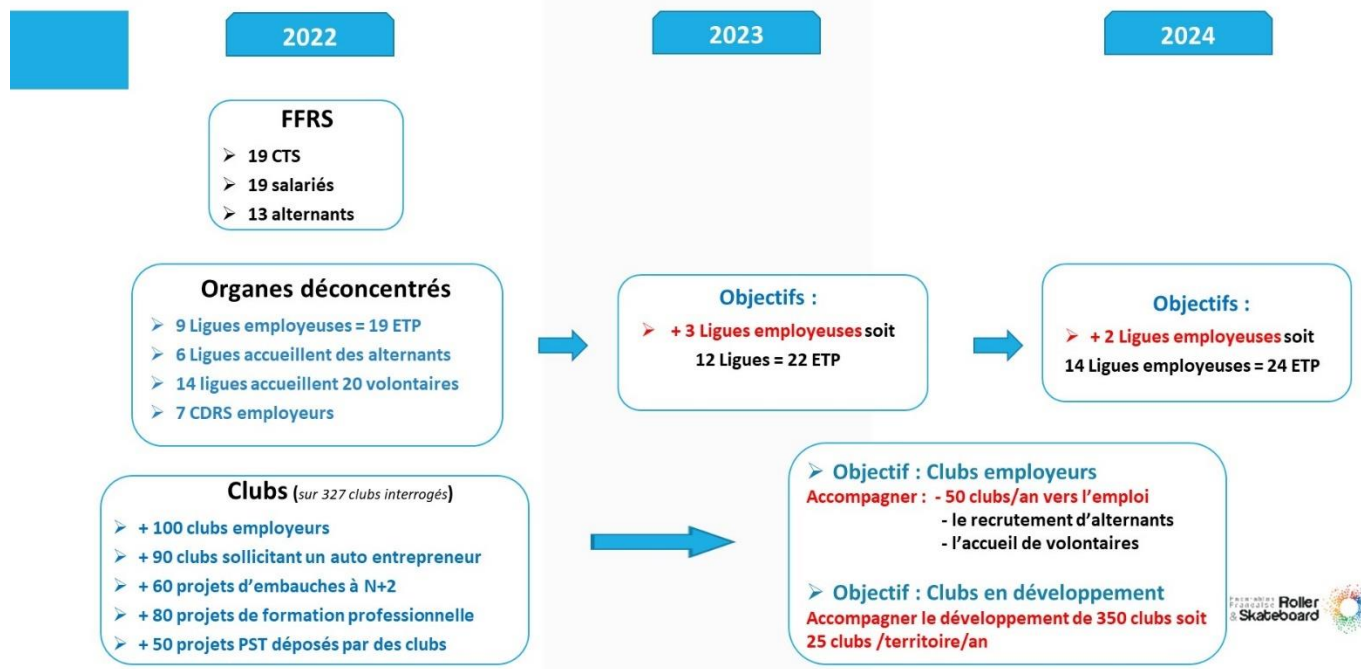 2022
2023
2024
FFRS
➢ 19 CTS
➢ 19 salariés
➢ 13 alternants
Organes déconcentrés
➢ 9 Ligues employeuses = 19 ETP
➢ 6 Ligues accueillent des alternants
➢ 14 ligues accueillent 20 volontaires
➢ 7 CDRS employeurs
Objectifs :
➢ + 3 Ligues employeuses soit
12 Ligues = 22 ETP
Objectifs :
➢ + 2 Ligues employeuses soit
14 Ligues employeuses = 24 ETP
Clubs (sur 327 clubs interrogés)
➢ + 100 clubs employeurs
➢ + 90 clubs sollicitant un auto entrepreneur
➢ + 60 projets d’embauches à N+2
➢ + 80 projets de formation professionnelle
➢ + 50 projets PST déposés par des clubs
➢ Objectif : Clubs employeurs
Accompagner : - 50 clubs/an vers l’emploi
- le recrutement d’alternants
- l’accueil de volontaires
➢ Objectif : Clubs en développement
Accompagner le développement de 350 clubs soit
25 clubs /territoire/an
Fédération
Française Roller
& Skateboard